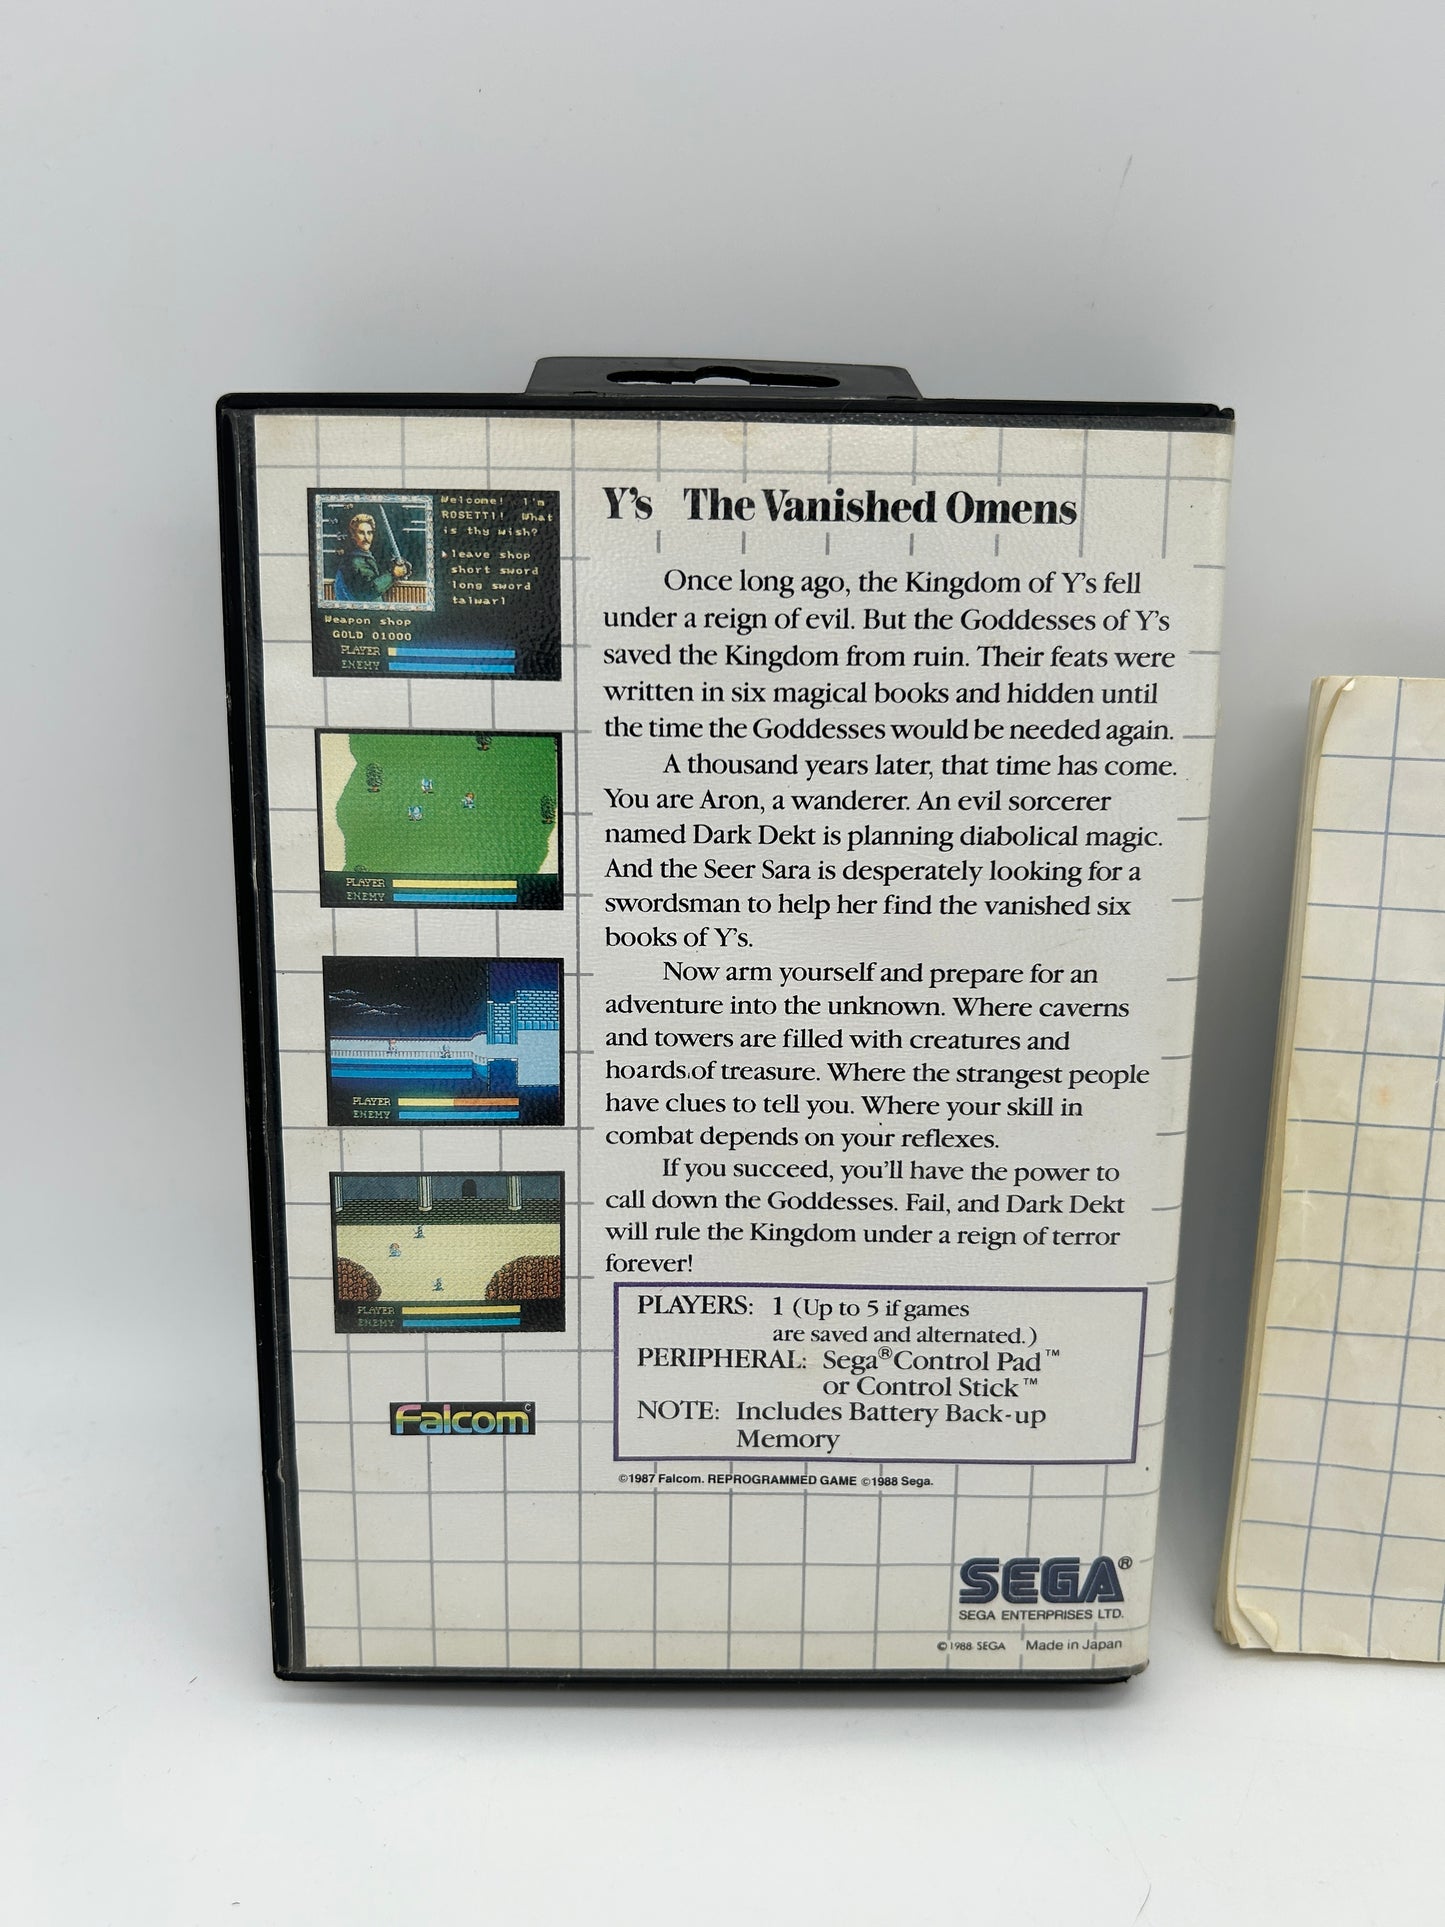 Welcome! I'm
ROSETTI! What
is thy wish?
leave shop
short sword
long sword
talwarl
Weapon shop
GOLD 01000
PLAYER
ENEMY
PLAYER
ENEMY
PLAYER
ENEMY
PLAYER
ENEMY
Falcom C
Y's The Vanished Omens
Once long ago, the Kingdom of Y's fell
under a reign of evil. But the Goddesses of Y's
saved the Kingdom from ruin. Their feats were
written in six magical books and hidden until
the time the Goddesses would be needed again.
A thousand years later, that time has come.
You are Aron, a wanderer. An evil sorcerer
named Dark Dekt is planning diabolical magic.
And the Seer Sara is desperately looking for a
swordsman to help her find the vanished six
books of Y's.
Now arm yourself and prepare for an
adventure into the unknown. Where caverns
and towers are filled with creatures and
hoards of treasure. Where the strangest people
have clues to tell you. Where your skill in
combat depends on your reflexes.
If you succeed, you'll have the power to
call down the Goddesses. Fail, and Dark Dekt
will rule the Kingdom under a reign of terror
forever!
PLAYERS: 1 (Up to 5 if games
are saved and alternated.)
PERIPHERAL: Sega® Control Pad™
or Control Stick™
NOTE: Includes Battery Back-up
Memory
©1987 Falcom. REPROGRAMMED GAME ©1988 Sega.
SEGA®
SEGA ENTERPRISES LTD.
©1988 SEGA Made in Japan